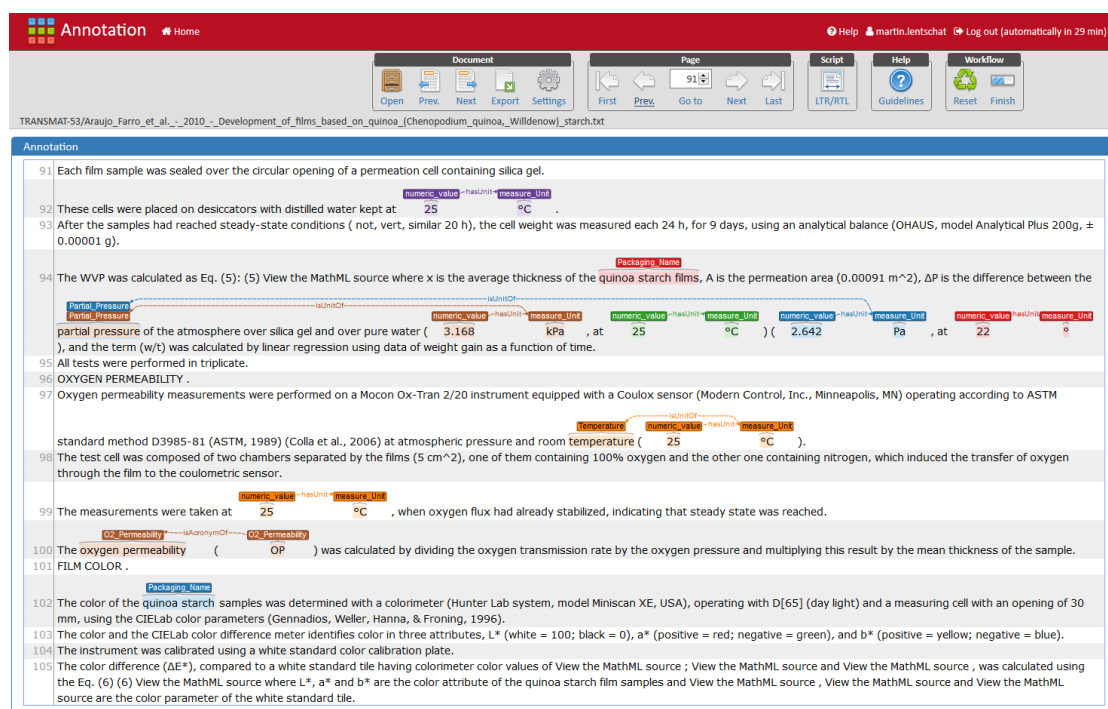 Annotation Home Help martin.lentschat Log out (automatically in 29 min)
Document Page Script Help Workflow
91
Open Prev. Next Export Settings First Prev. Go to Next Last LTR/RTL Guidelines Reset Finish
TRANSMAT-53/Araujo_Farro_et_al._-_2010_-_Development_of_films_based_on_quinoa_(Chenopodium_quinoa,_Willdenow)_starch.txt
Annotation
91 Each film sample was sealed over the circular opening of a permeation cell containing silica gel.
numeric_value hasUnit measure_Unit
92 These cells were placed on desiccators with distilled water kept at 25 °C .
93 After the samples had reached steady-state conditions ( not, vert, similar 20 h), the cell weight was measured each 24 h, for 9 days, using an analytical balance (OHAUS, model Analytical Plus 200g, ±
0.00001 g).
Packaging_Name
94 The WVP was calculated as Eq. (5): (5) View the MathML source where x is the average thickness of the quinoa starch films, A is the permeation area (0.00091 m^2), ΔP is the difference between the
isUnitOf
Partial_Pressure isUnitOf
Partial_Pressure numeric_value hasUnit measure_Unit numeric_value hasUnit measure_Unit numeric_value hasUnit measure_Unit numeric_value hasUnit measure_Unit
partial pressure of the atmosphere over silica gel and over pure water ( 3.168 kPa , at 25 °C ) ( 2.642 Pa , at 22 °
), and the term (w/t) was calculated by linear regression using data of weight gain as a function of time.
95 All tests were performed in triplicate.
96 OXYGEN PERMEABILITY .
97 Oxygen permeability measurements were performed on a Mocon Ox-Tran 2/20 instrument equipped with a Coulox sensor (Modern Control, Inc., Minneapolis, MN) operating according to ASTM
isUnitOf
Temperature numeric_value hasUnit measure_Unit
standard method D3985-81 (ASTM, 1989) (Colla et al., 2006) at atmospheric pressure and room temperature ( 25 °C ).
98 The test cell was composed of two chambers separated by the films (5 cm^2), one of them containing 100% oxygen and the other one containing nitrogen, which induced the transfer of oxygen
through the film to the coulometric sensor.
numeric_value hasUnit measure_Unit
99 The measurements were taken at 25 °C , when oxygen flux had already stabilized, indicating that steady state was reached.
O2_Permeability isAcronymOf O2_Permeability
100 The oxygen permeability ( OP ) was calculated by dividing the oxygen transmission rate by the oxygen pressure and multiplying this result by the mean thickness of the sample.
101 FILM COLOR .
Packaging_Name
102 The color of the quinoa starch samples was determined with a colorimeter (Hunter Lab system, model Miniscan XE, USA), operating with D[65] (day light) and a measuring cell with an opening of 30
mm, using the CIELab color parameters (Gennadios, Weller, Hanna, & Froning, 1996).
103 The color and the CIELab color difference meter identifies color in three attributes, L* (white = 100; black = 0), a* (positive = red; negative = green), and b* (positive = yellow; negative = blue).
104 The instrument was calibrated using a white standard color calibration plate.
105 The color difference (ΔE*), compared to a white standard tile having colorimeter color values of View the MathML source ; View the MathML source and View the MathML source , was calculated using
the Eq. (6) (6) View the MathML source where L*, a* and b* are the color attribute of the quinoa starch film samples and View the MathML source , View the MathML source and View the MathML
source are the color parameter of the white standard tile.